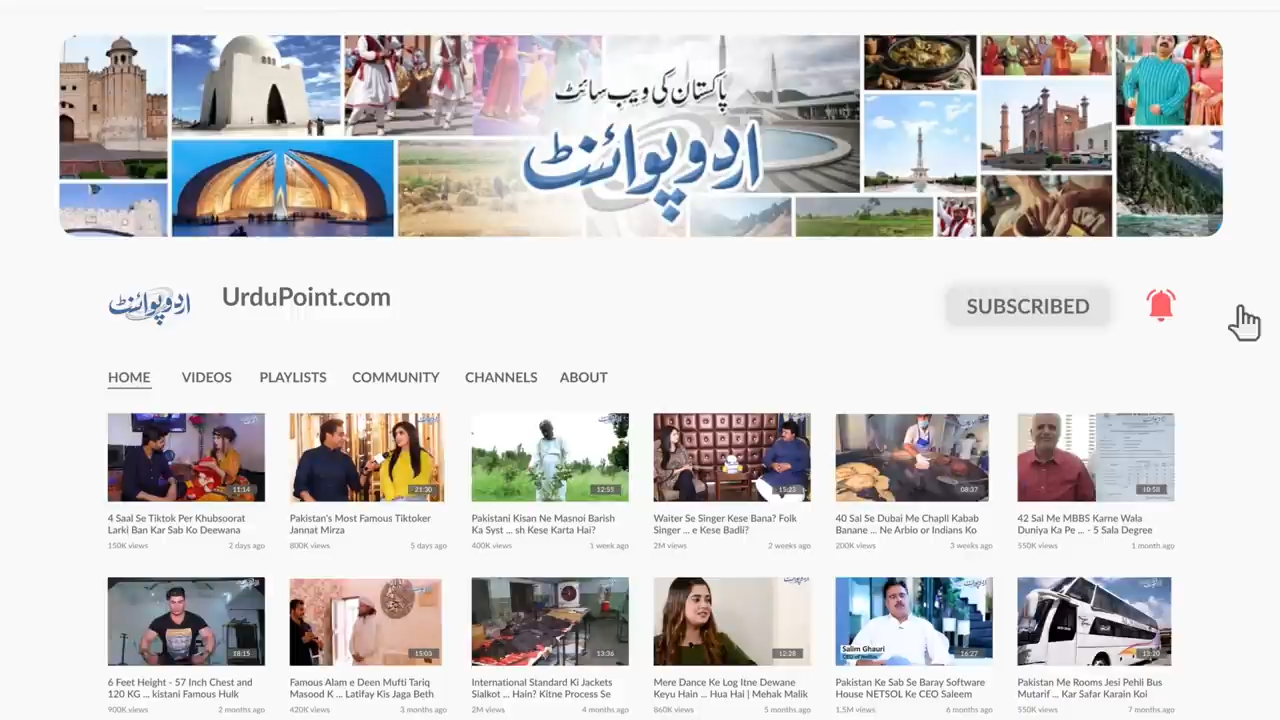 پاکستان کی ویب سائٹ
اردوپوائنٹ
اردوپوائنٹ
UrduPoint.com
SUBSCRIBED
HOME VIDEOS PLAYLISTS COMMUNITY CHANNELS ABOUT
11:14 21:30 12:55 15:23 08:37 10:58
4 Saal Se Tiktok Per Khubsoorat Pakistan's Most Famous Tiktoker Pakistani Kisan Ne Masnoi Barish Waiter Se Singer Kese Bana? Folk 40 Sal Se Dubai Me Chapli Kabab 42 Sal Me MBBS Karne Wala
Larki Ban Kar Sab Ko Deewana Jannat Mirza Ka Syst ... sh Kese Karta Hai? Singer ... e Kese Badli? Banane ... Ne Arbio or Indians Ko Duniya Ka Pe ... - 5 Sala Degree
150K views 2 days ago 800K views 5 days ago 400K views 1 week ago 2M views 2 weeks ago 200K views 3 weeks ago 550K views 1 month ago
Salim Ghauri
18:15 15:03 13:36 12:28 16:27 13:20
6 Feet Height - 57 Inch Chest and Famous Alam e Deen Mufti Tariq International Standard Ki Jackets Mere Dance Ke Log Itne Dewane Pakistan Ke Sab Se Baray Software Pakistan Me Rooms Jesi Pehli Bus
120 KG ... kistani Famous Hulk Masood K ... Latifay Kis Jaga Beth Sialkot ... Hain? Kitne Process Se Keyu Hain ... Hua Hai | Mehak Malik House NETSOL Ke CEO Saleem Mutarif ... Kar Safar Karain Koi
900K views 2 months ago 420K views 3 months ago 2M views 4 months ago 860K views 5 months ago 1.5M views 6 months ago 550K views 7 months ago